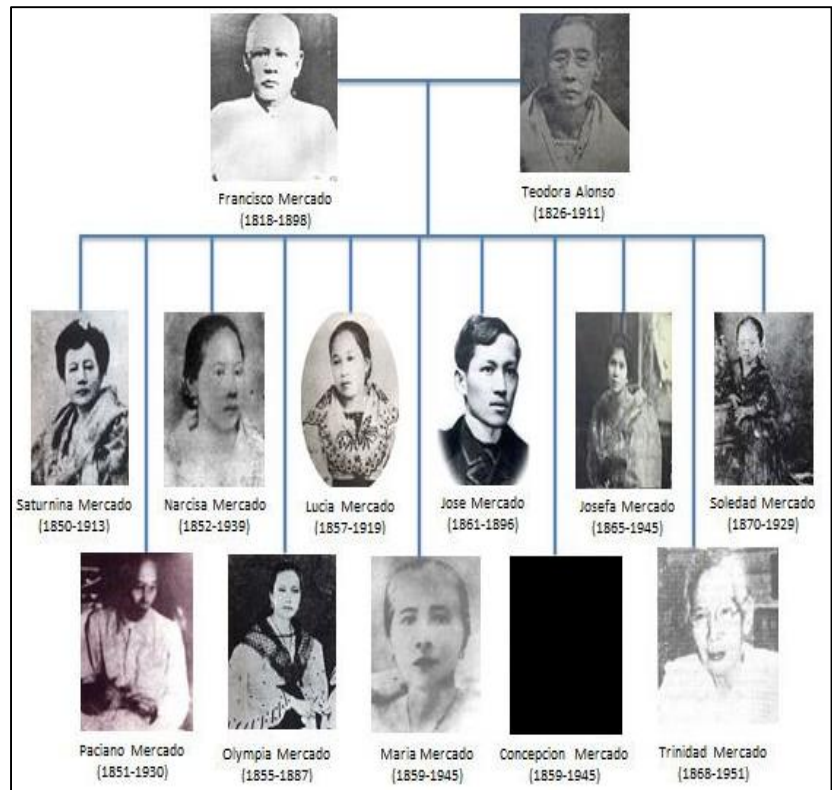 Francisco Mercado
(1818-1898)
Teodora Alonso
(1826-1911)
Saturnina Mercado
(1850-1913)
Narcisa Mercado
(1852-1939)
Lucia Mercado
(1857-1919)
Jose Mercado
(1861-1896)
Josefa Mercado
(1865-1945)
Soledad Mercado
(1870-1929)
Paciano Mercado
(1851-1930)
Olympia Mercado
(1855-1887)
Maria Mercado
(1859-1945)
Concepcion Mercado
(1859-1945)
Trinidad Mercado
(1868-1951)